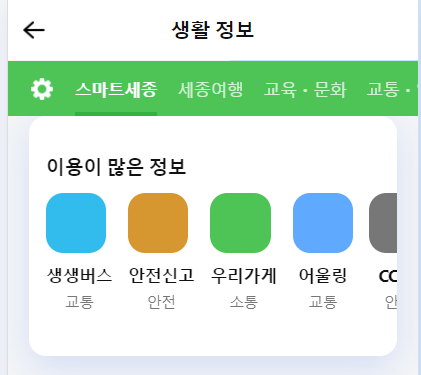 생활 정보
스마트세종 세종여행 교육·문화 교통·
이용이 많은 정보
생생버스 안전신고 우리가게 어울링
교통 안전 소통 교통